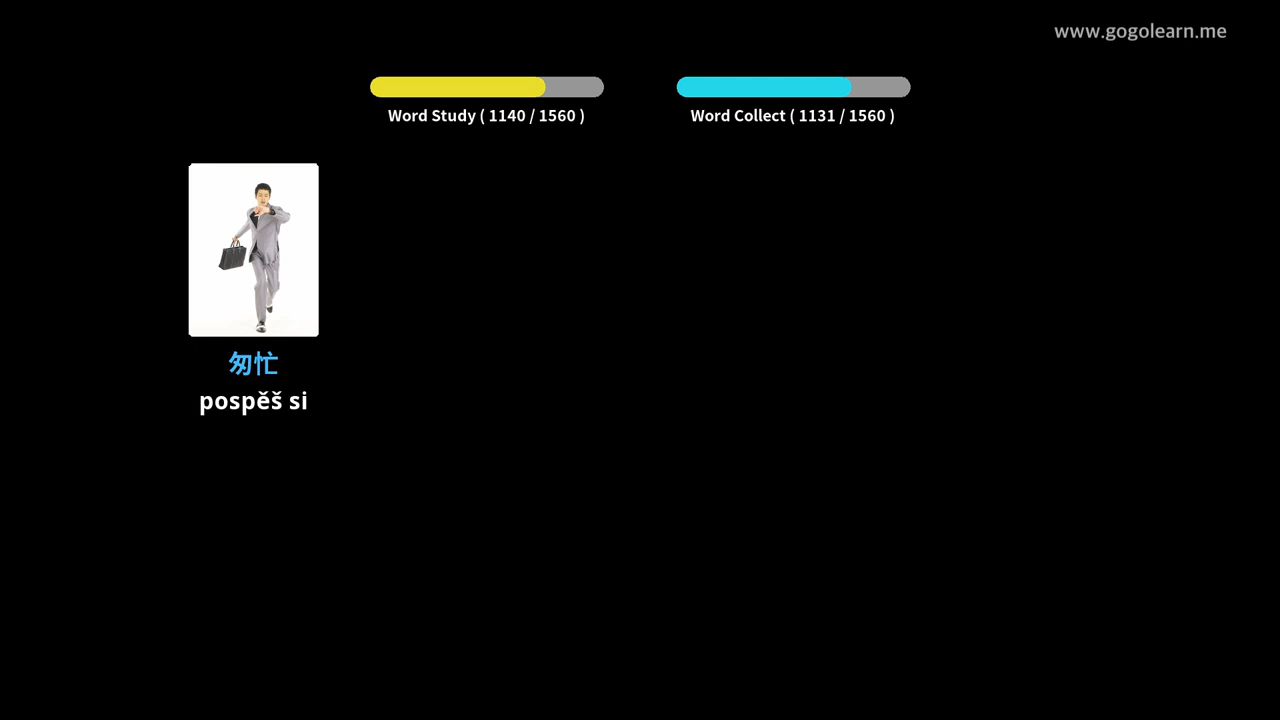 www.gogolearn.me
Word Study ( 1140 / 1560 )
Word Collect ( 1131 / 1560 )
匆忙
pospěš si